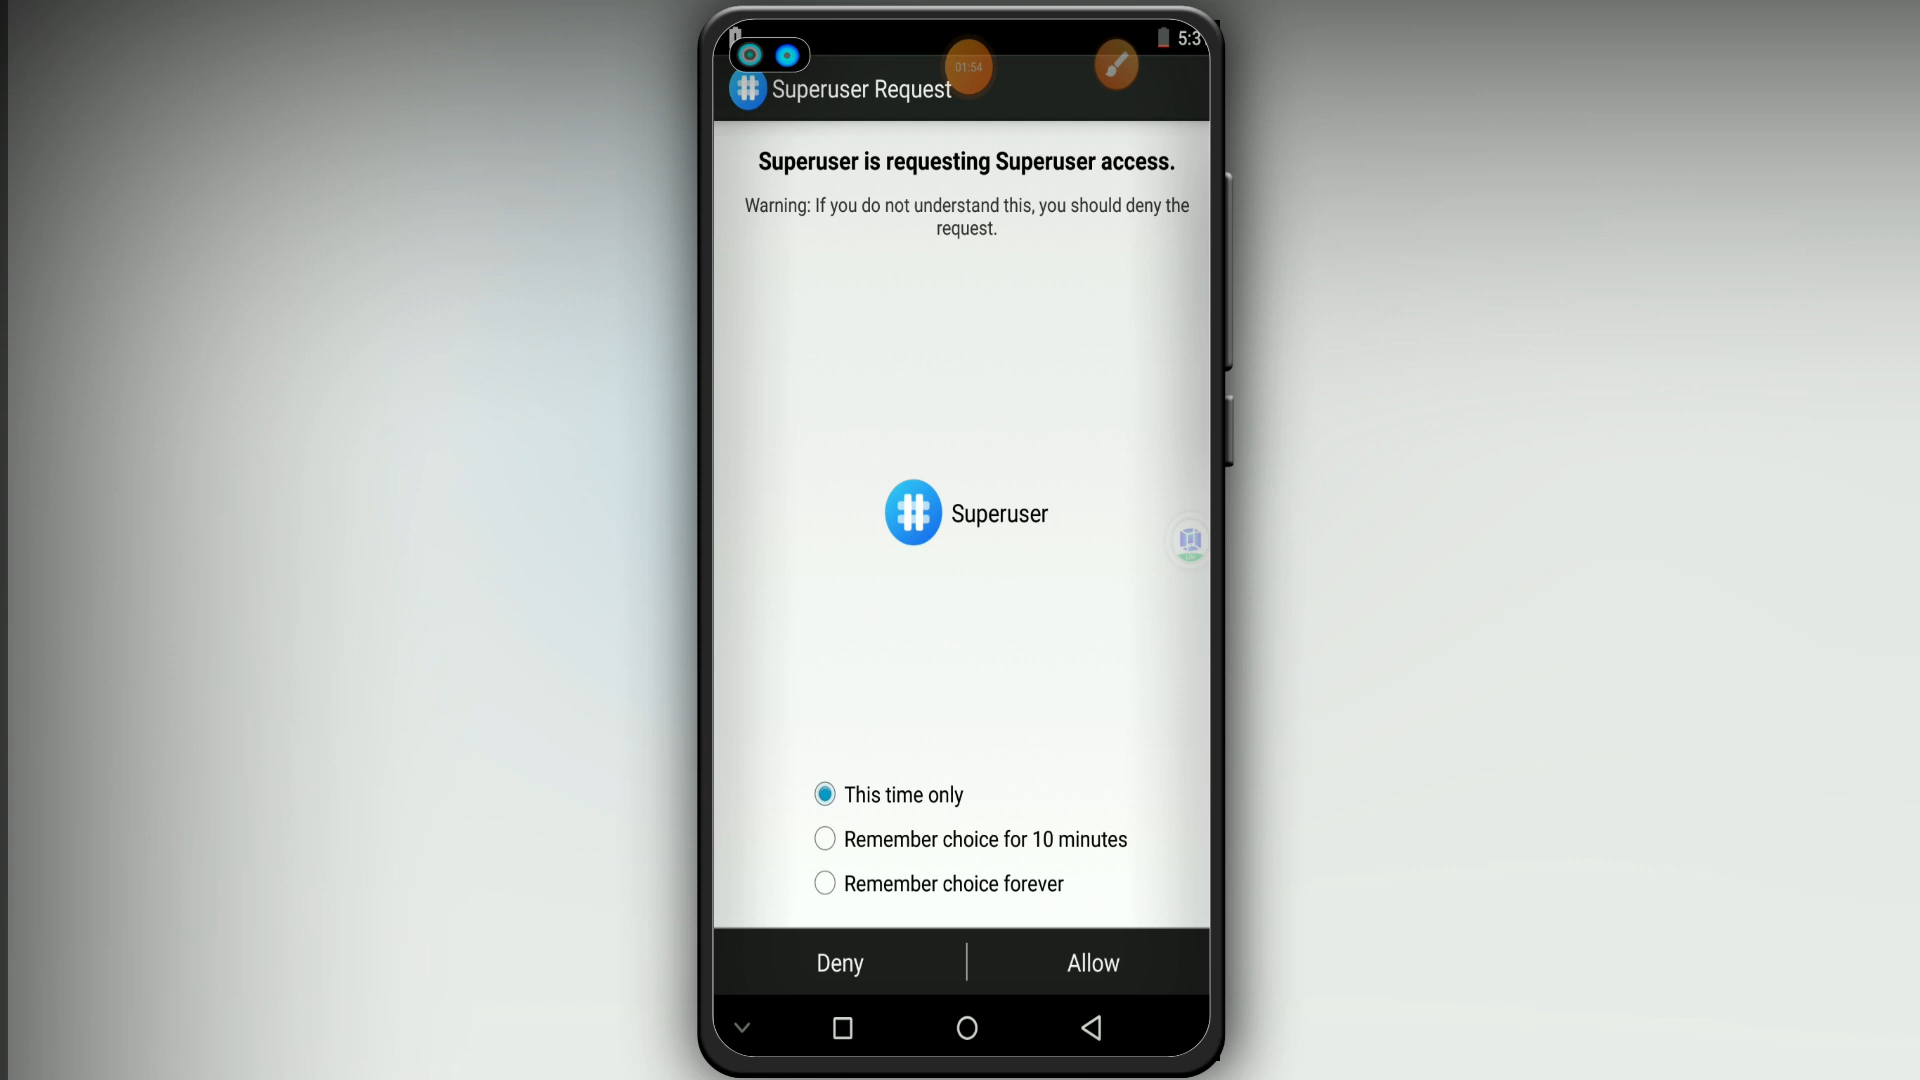 5:3
01:54
Superuser Request
Superuser is requesting Superuser access.
Warning: If you do not understand this, you should deny the
request.
Superuser
This time only
Remember choice for 10 minutes
Remember choice forever
Deny
Allow